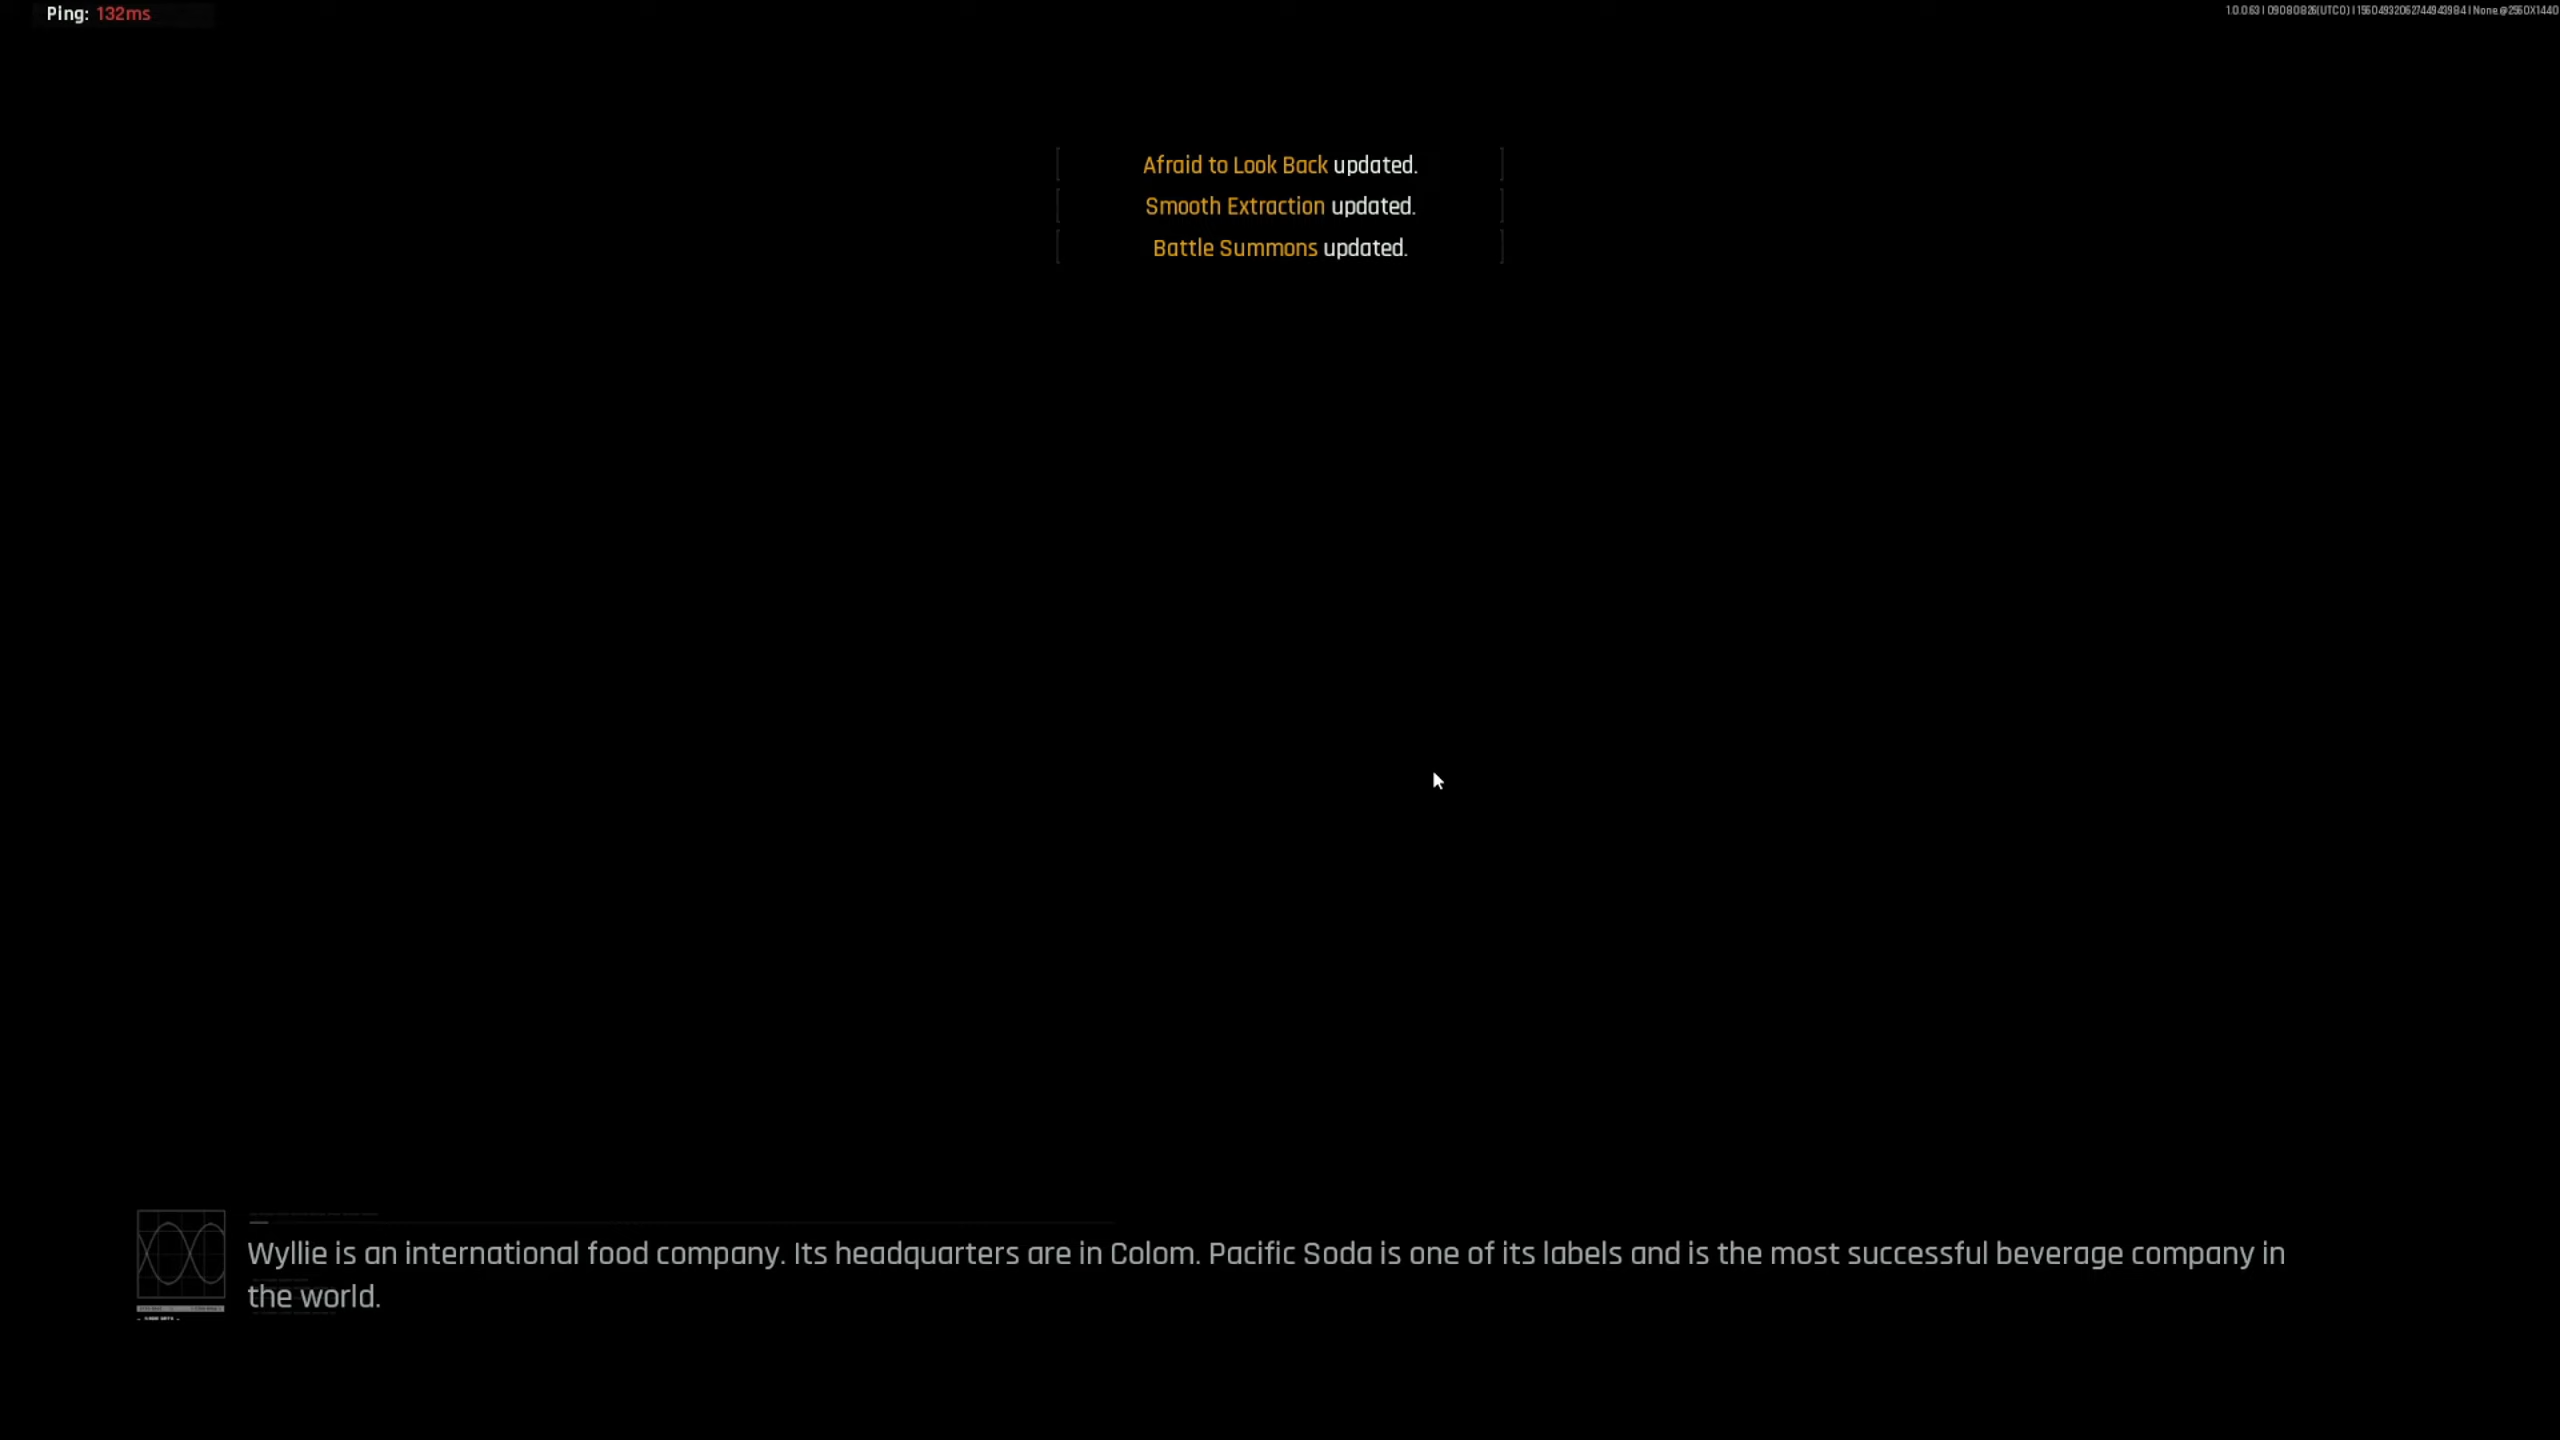 Ping: 132ms
Afraid to Look Back updated.
Smooth Extraction updated.
Battle Summons updated.
Wyllie is an international food company. Its headquarters are in Colom. Pacific Soda is one of its labels and is the most successful beverage company in
the world.